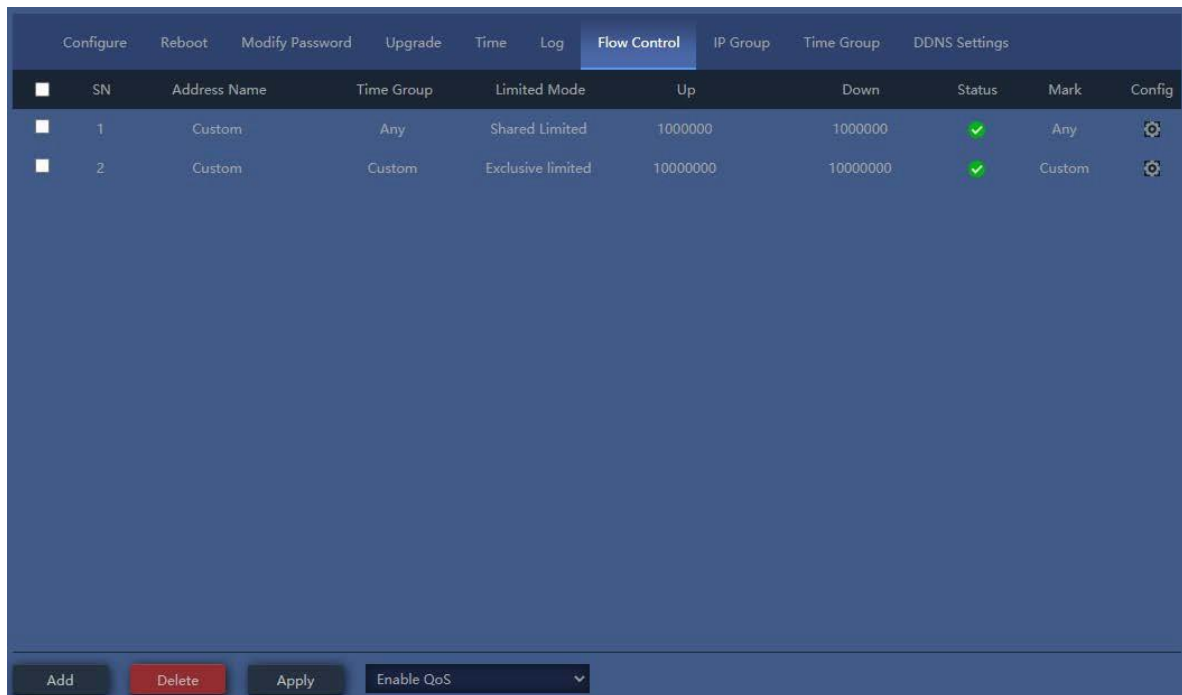 Configure Reboot Modify Password Upgrade Time Log Flow Control IP Group Time Group DDNS Settings
SN Address Name Time Group Limited Mode Up Down Status Mark Config
1 Custom Any Shared Limited 1000000 1000000 Any
2 Custom Custom Exclusive limited 10000000 10000000 Custom
Add Delete Apply Enable QoS